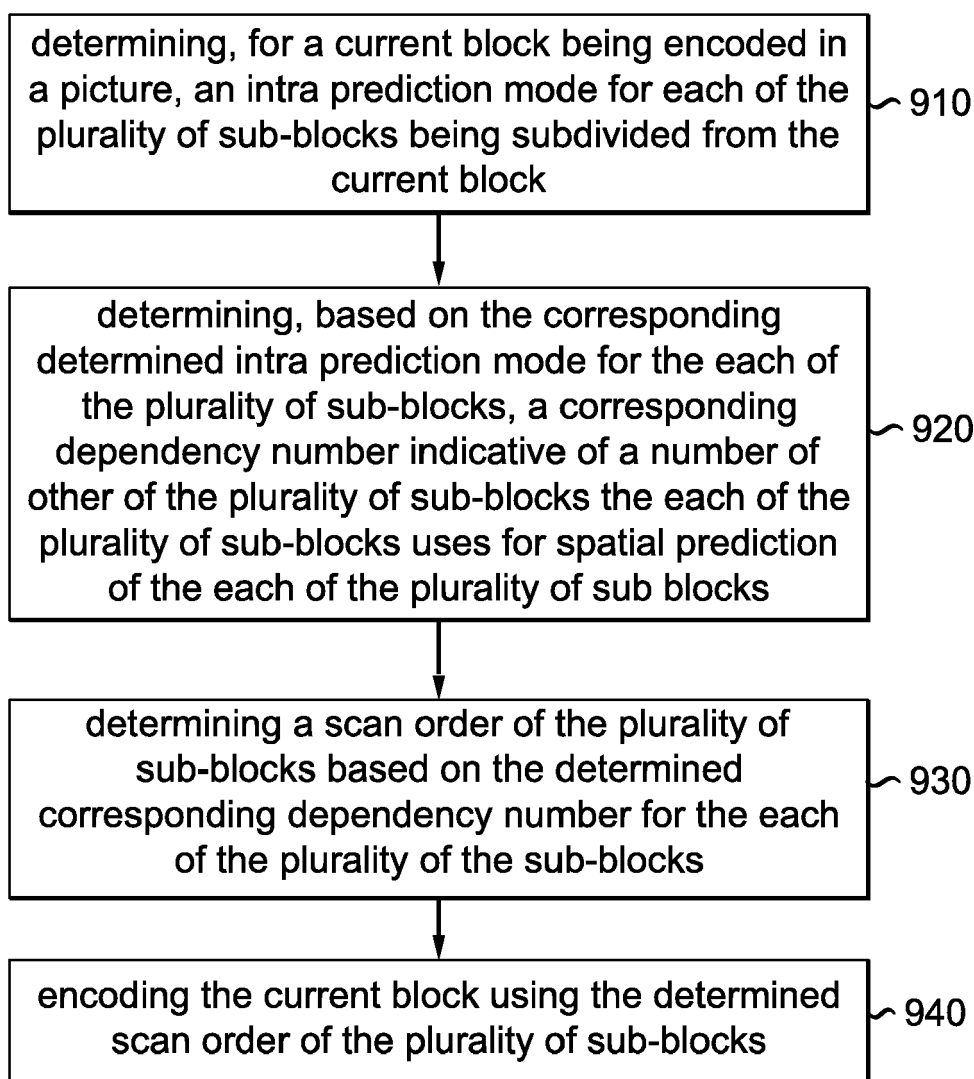 determining, for a current block being encoded in
a picture, an intra prediction mode for each of the
plurality of sub-blocks being subdivided from the
current block
910
determining, based on the corresponding
determined intra prediction mode for the each of
the plurality of sub-blocks, a corresponding
dependency number indicative of a number of
other of the plurality of sub-blocks the each of the
plurality of sub-blocks uses for spatial prediction
of the each of the plurality of sub blocks
920
determining a scan order of the plurality of
sub-blocks based on the determined
corresponding dependency number for the each
of the plurality of the sub-blocks
930
encoding the current block using the determined
scan order of the plurality of sub-blocks
940